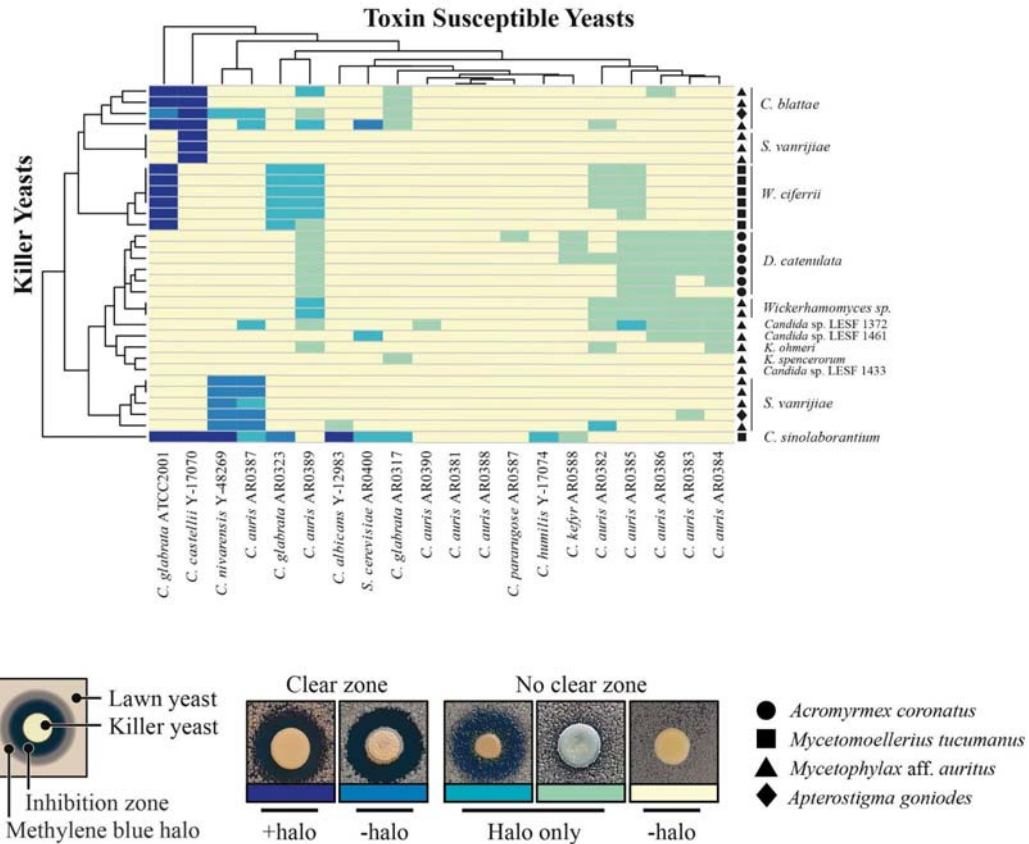 Toxin Susceptible Yeasts
Killer Yeasts
C. blattae
S. vanrijiae
W. ciferrii
D. catenulata
Wickerhamomyces sp.
Candida sp. LESF 1372
Candida sp. LESF 1461
K. ohmeri
K. spencerorum
Candida sp. LESF 1433
S. vanrijiae
C. sinolaborantium
C. glabrata ATCC2001
C. castellii Y-17070
C. nivarensis Y-48269
C. auris AR0387
C. glabrata AR0323
C. auris AR0389
C. albicans Y-12983
S. cerevisiae AR0400
C. glabrata AR0317
C. auris AR0390
C. auris AR0381
C. auris AR0388
C. pararugose AR0587
C. humilis Y-17074
C. kefyr AR0588
C. auris AR0382
C. auris AR0385
C. auris AR0386
C. auris AR0383
C. auris AR0384
Lawn yeast
Killer yeast
Inhibition zone
Methylene blue halo
Clear zone
No clear zone
+halo
-halo
Halo only
-halo
Acromyrmex coronatus
Mycetomoellerius tucumanus
Mycetophylax aff. auritus
Apterostigma goniodes